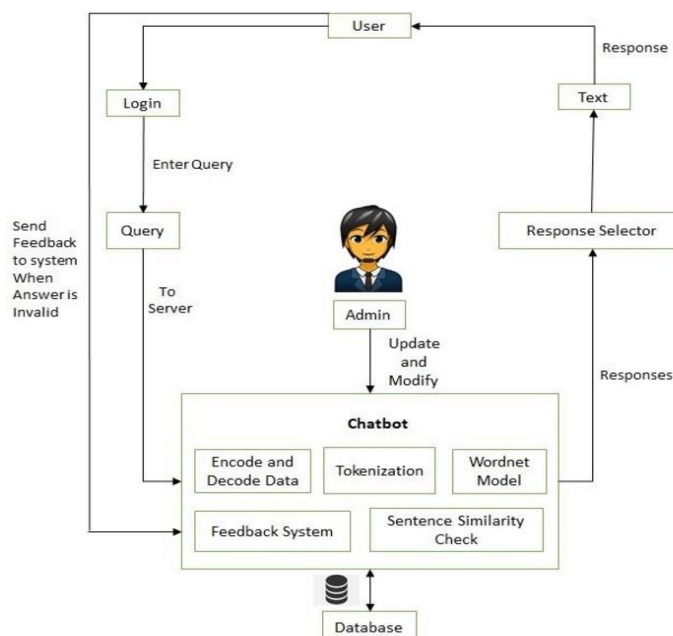 User
Response
Login
Text
Enter Query
Send
Feedback
to system
When
Answer is
Invalid
Query
Response Selector
To
Server
Admin
Update
and
Modify
Responses
Chatbot
Encode and
Decode Data
Tokenization
Wordnet
Model
Feedback System
Sentence Similarity
Check
Database